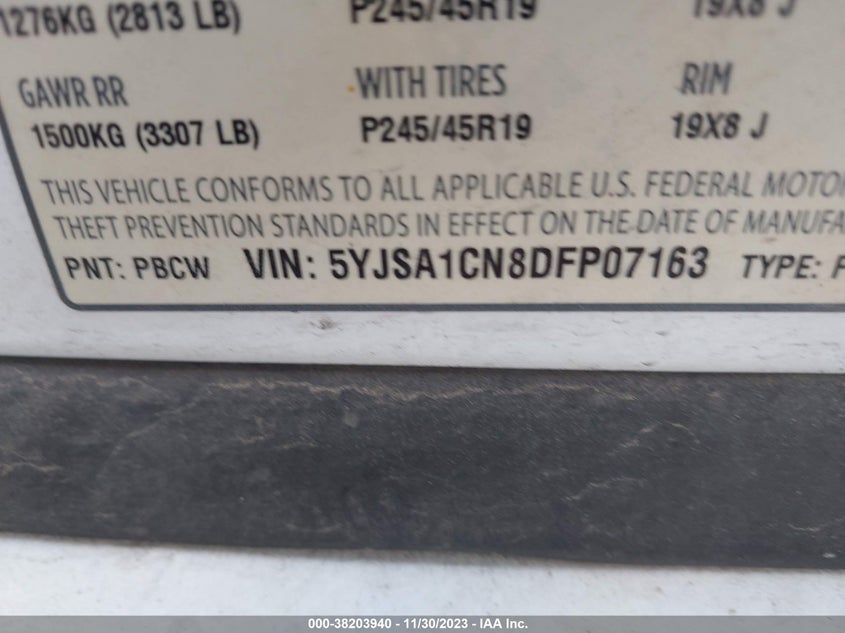 1276KG (2813 LB) P245/45R19 19X8 J
GAWR RR WITH TIRES RIM
1500KG (3307 LB) P245/45R19 19X8 J
THIS VEHICLE CONFORMS TO ALL APPLICABLE U.S. FEDERAL MOTOR
THEFT PREVENTION STANDARDS IN EFFECT ON THE DATE OF MANUFA
PNT: PBCW VIN: 5YJSA1CN8DFP07163 TYPE: P
000-38203940 - 11/30/2023 - IAA Inc.